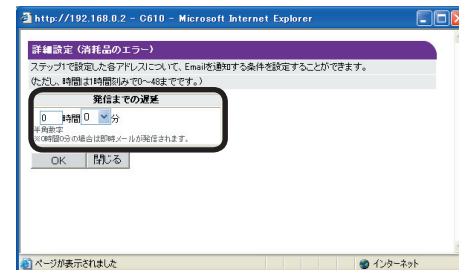 http://192.168.0.2 - C610 - Microsoft Internet Explorer
詳細設定（消耗品のエラー）
ステップ1で設定した各アドレスについて、Emailを通知する条件を設定することができます。
(ただし、時間は1時間刻みで0～48までです。)
発信までの遅延
0 時間 0 分
半角数字
※0時間0分の場合は即時メールが発信されます。
OK 閉じる
ページが表示されました インターネット